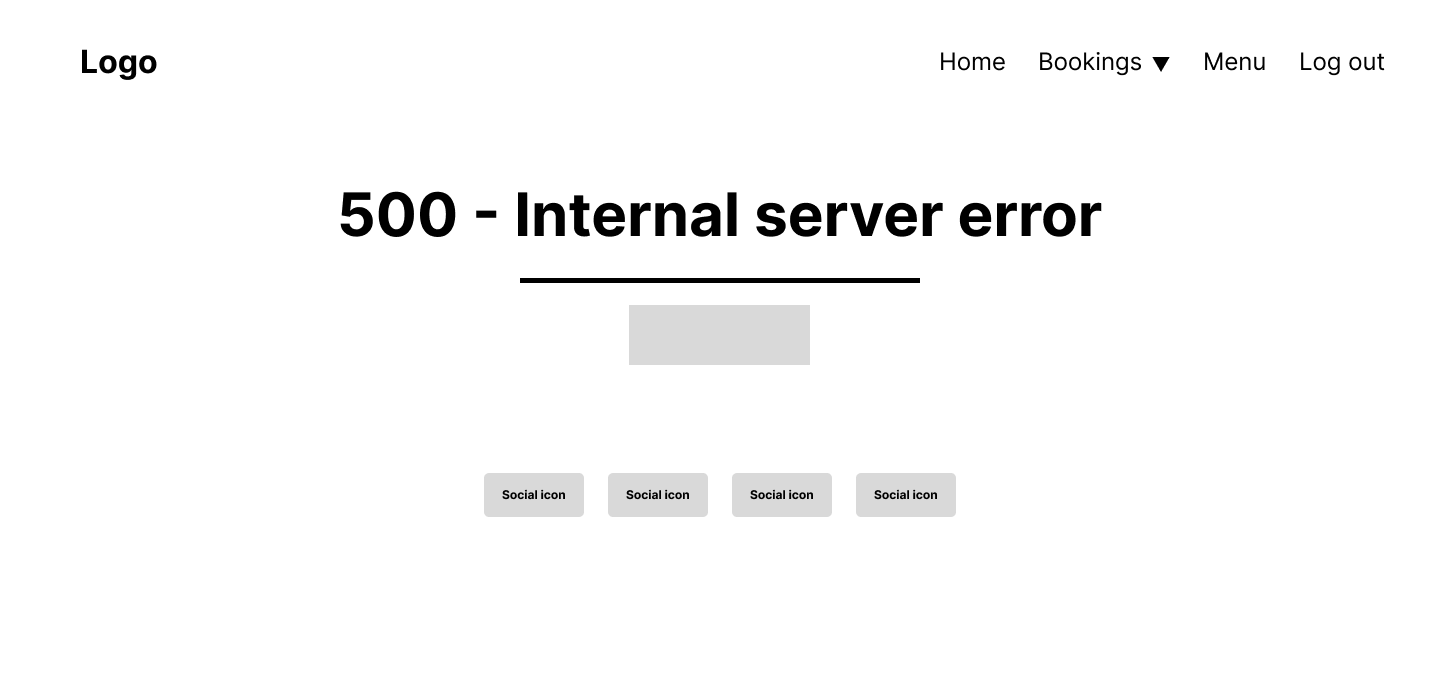 Logo
Home Bookings ▼ Menu Log out
500 - Internal server error
Social icon Social icon Social icon Social icon